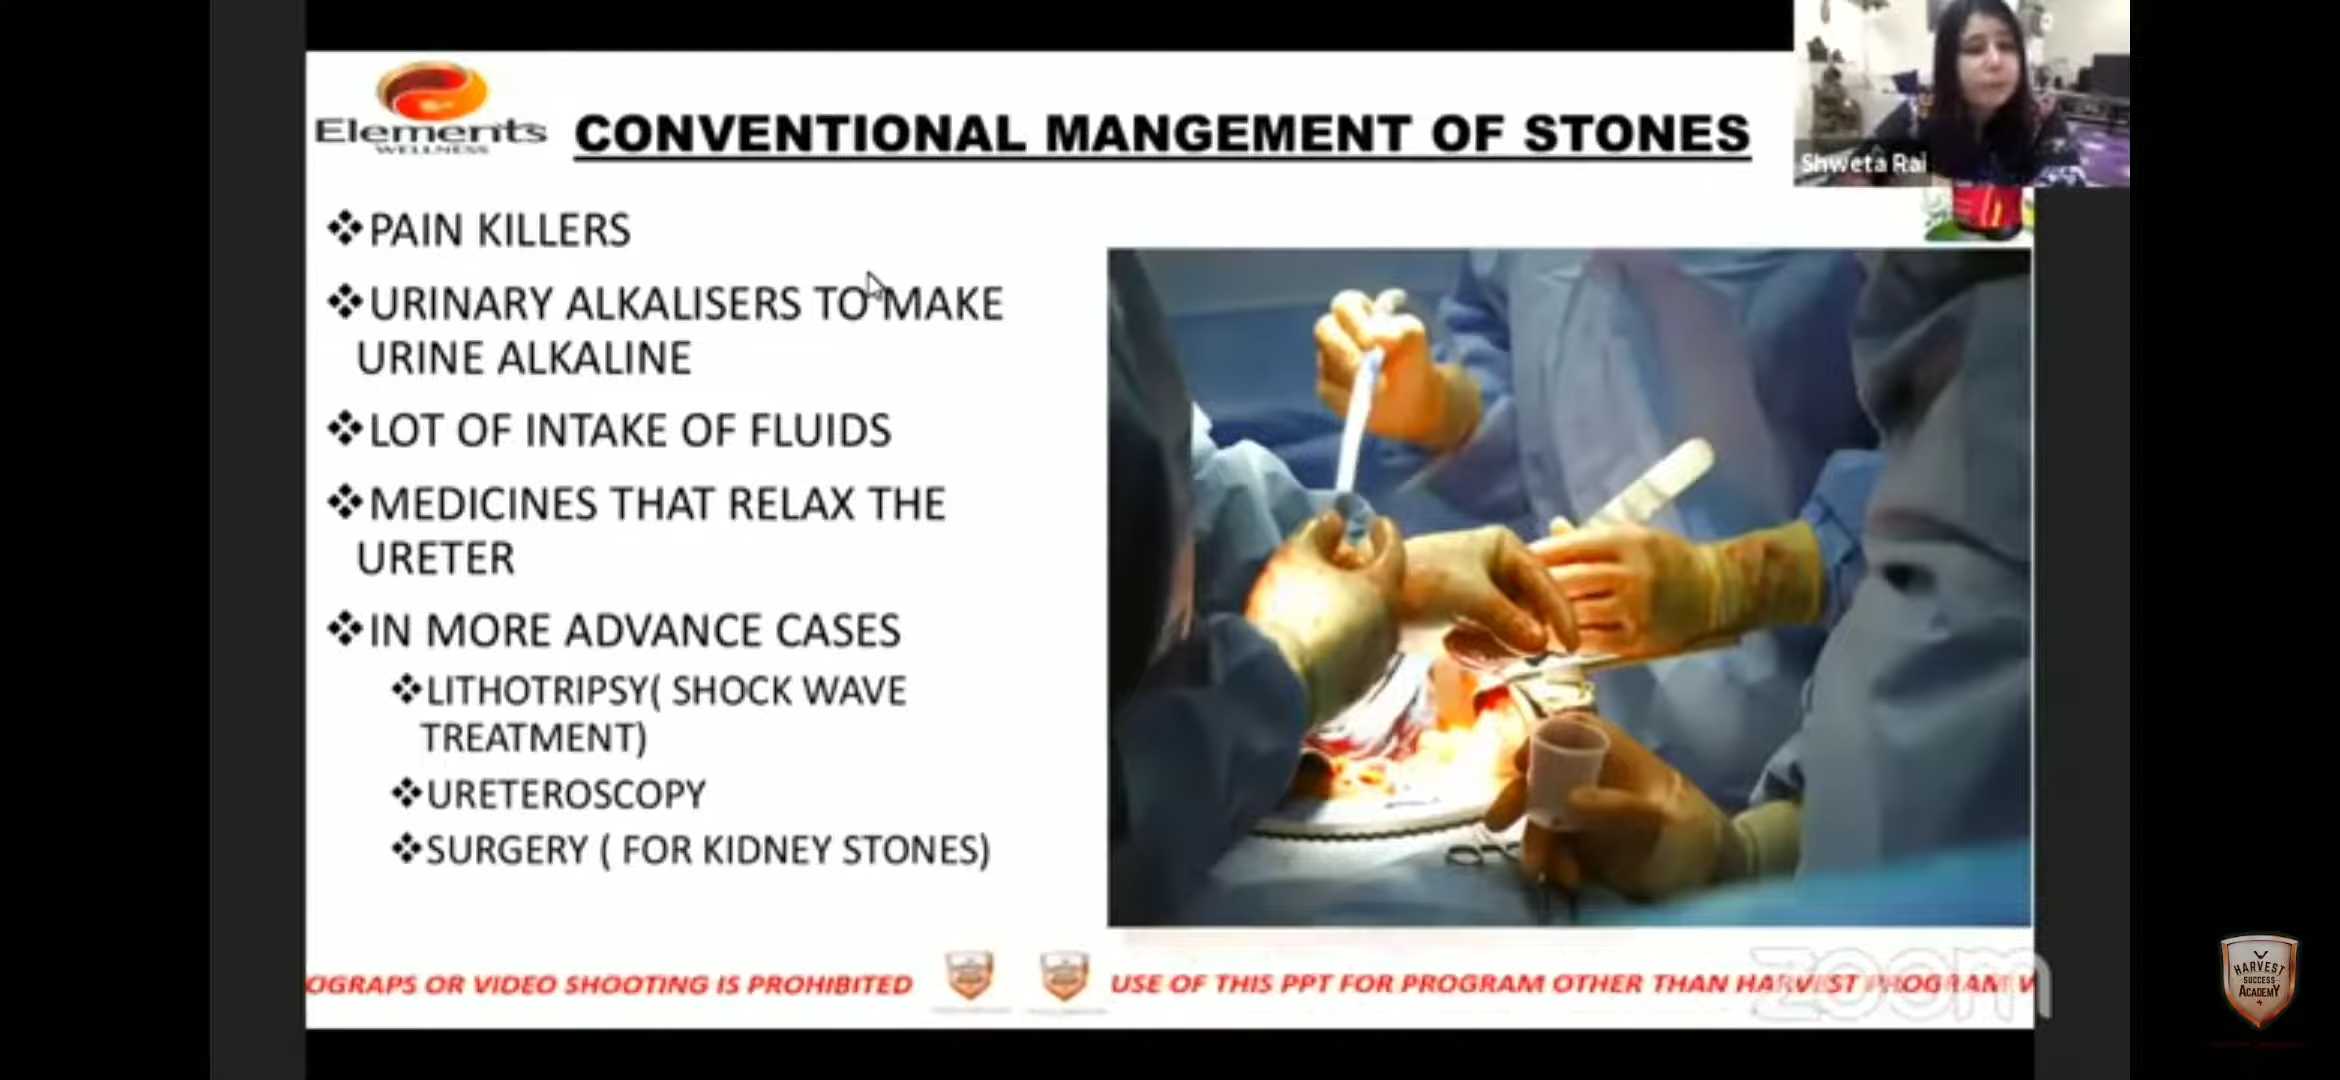 Elements
WELLNESS
CONVENTIONAL MANGEMENT OF STONES
Shweta Rai
❖PAIN KILLERS
❖URINARY ALKALISERS TO MAKE
URINE ALKALINE
❖LOT OF INTAKE OF FLUIDS
❖MEDICINES THAT RELAX THE
URETER
❖IN MORE ADVANCE CASES
❖LITHOTRIPSY( SHOCK WAVE
TREATMENT)
❖URETEROSCOPY
❖SURGERY ( FOR KIDNEY STONES)
OGRAPS OR VIDEO SHOOTING IS PROHIBITED
USE OF THIS PPT FOR PROGRAM OTHER THAN HARVEST PROGRAM
zoom
HARVEST
SUCCESS
ACADEMY